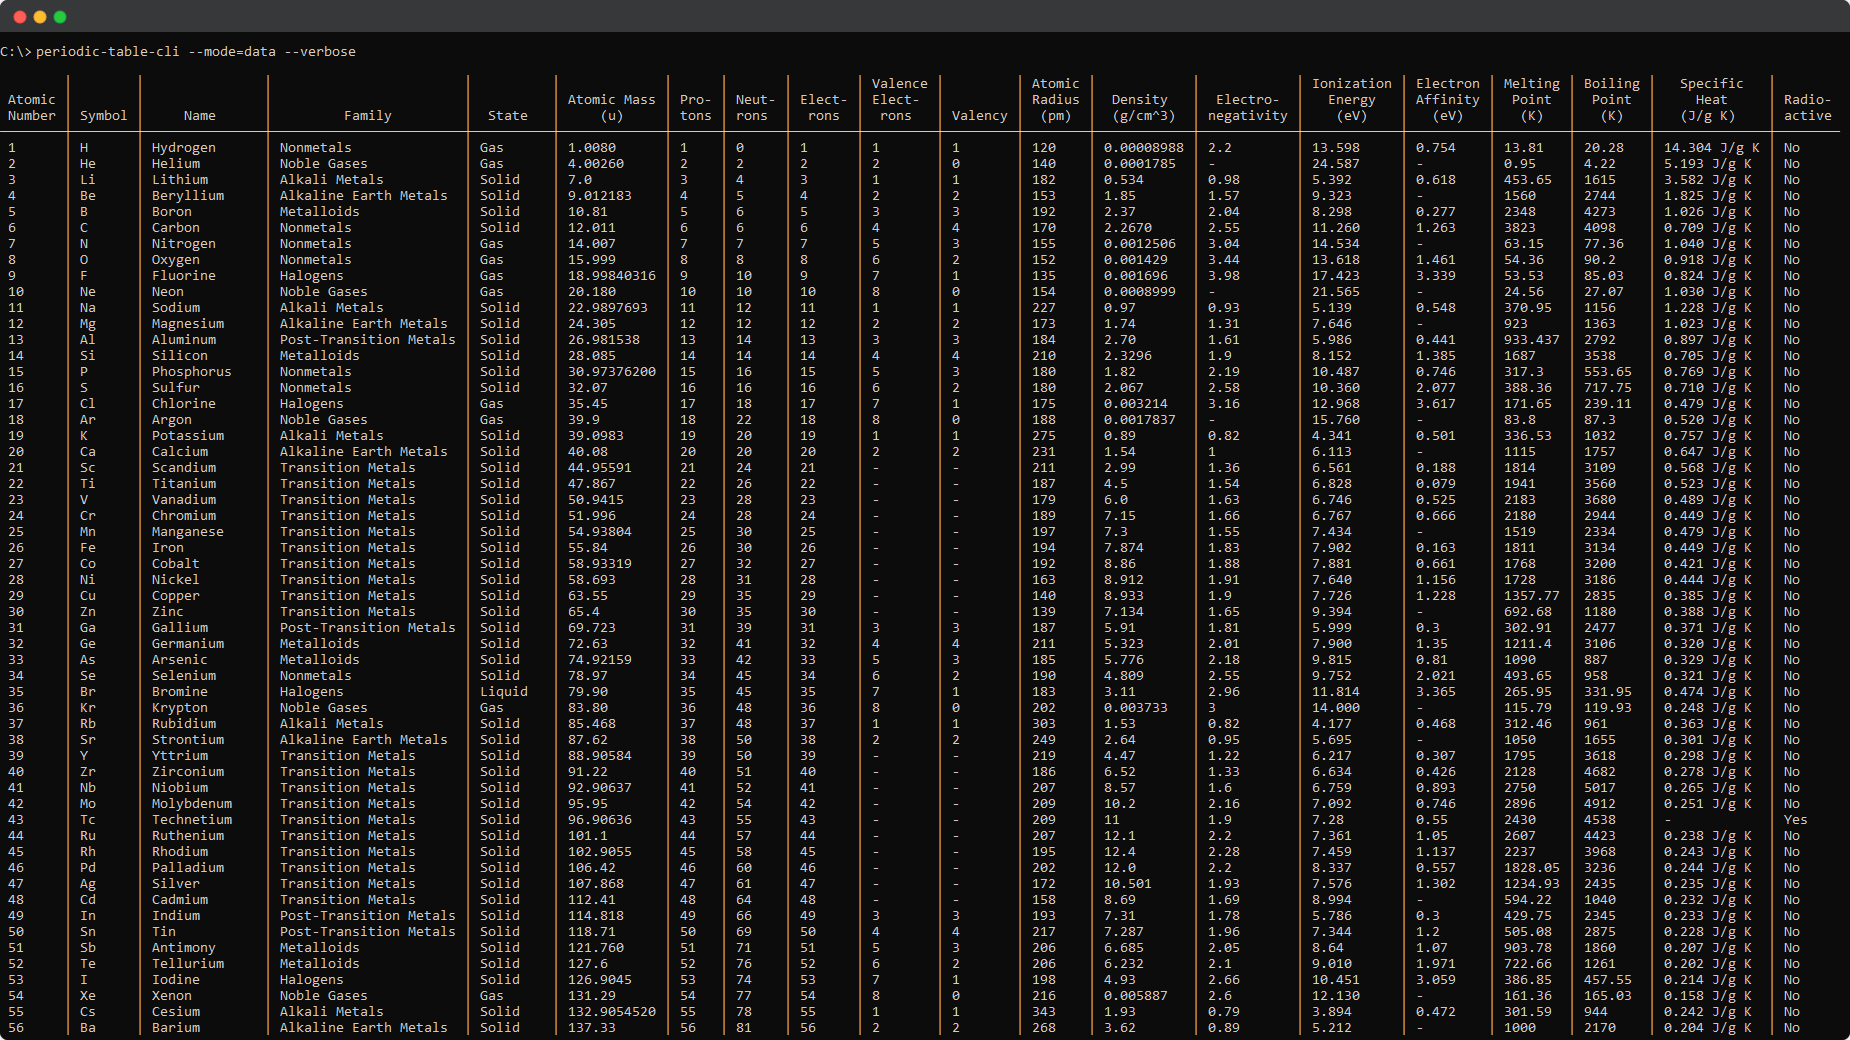 C:\> periodic-table-cli --mode=data --verbose
Valence Atomic Ionization Electron Melting Boiling Specific
Atomic Atomic Mass Pro- Neut- Elect- Elect- Radius Density Electro- Energy Affinity Point Point Heat Radio-
Number Symbol Name Family State (u) tons rons rons rons Valency (pm) (g/cm^3) negativity (eV) (eV) (K) (K) (J/g K) active
1 H Hydrogen Nonmetals Gas 1.0080 1 0 1 1 1 120 0.00008988 2.2 13.598 0.754 13.81 20.28 14.304 J/g K No
2 He Helium Noble Gases Gas 4.00260 2 2 2 2 0 140 0.0001785 - 24.587 - 0.95 4.22 5.193 J/g K No
3 Li Lithium Alkali Metals Solid 7.0 3 4 3 1 1 182 0.534 0.98 5.392 0.618 453.65 1615 3.582 J/g K No
4 Be Beryllium Alkaline Earth Metals Solid 9.012183 4 5 4 2 2 153 1.85 1.57 9.323 - 1560 2744 1.825 J/g K No
5 B Boron Metalloids Solid 10.81 5 6 5 3 3 192 2.37 2.04 8.298 0.277 2348 4273 1.026 J/g K No
6 C Carbon Nonmetals Solid 12.011 6 6 6 4 4 170 2.2670 2.55 11.260 1.263 3823 4098 0.709 J/g K No
7 N Nitrogen Nonmetals Gas 14.007 7 7 7 5 3 155 0.0012506 3.04 14.534 - 63.15 77.36 1.040 J/g K No
8 O Oxygen Nonmetals Gas 15.999 8 8 8 6 2 152 0.001429 3.44 13.618 1.461 54.36 90.2 0.918 J/g K No
9 F Fluorine Halogens Gas 18.99840316 9 10 9 7 1 135 0.001696 3.98 17.423 3.339 53.53 85.03 0.824 J/g K No
10 Ne Neon Noble Gases Gas 20.180 10 10 10 8 0 154 0.0008999 - 21.565 - 24.56 27.07 1.030 J/g K No
11 Na Sodium Alkali Metals Solid 22.9897693 11 12 11 1 1 227 0.97 0.93 5.139 0.548 370.95 1156 1.228 J/g K No
12 Mg Magnesium Alkaline Earth Metals Solid 24.305 12 12 12 2 2 173 1.74 1.31 7.646 - 923 1363 1.023 J/g K No
13 Al Aluminum Post-Transition Metals Solid 26.981538 13 14 13 3 3 184 2.70 1.61 5.986 0.441 933.437 2792 0.897 J/g K No
14 Si Silicon Metalloids Solid 28.085 14 14 14 4 4 210 2.3296 1.9 8.152 1.385 1687 3538 0.705 J/g K No
15 P Phosphorus Nonmetals Solid 30.97376200 15 16 15 5 3 180 1.82 2.19 10.487 0.746 317.3 553.65 0.769 J/g K No
16 S Sulfur Nonmetals Solid 32.07 16 16 16 6 2 180 2.067 2.58 10.360 2.077 388.36 717.75 0.710 J/g K No
17 Cl Chlorine Halogens Gas 35.45 17 18 17 7 1 175 0.003214 3.16 12.968 3.617 171.65 239.11 0.479 J/g K No
18 Ar Argon Noble Gases Gas 39.9 18 22 18 8 0 188 0.0017837 - 15.760 - 83.8 87.3 0.520 J/g K No
19 K Potassium Alkali Metals Solid 39.0983 19 20 19 1 1 275 0.89 0.82 4.341 0.501 336.53 1032 0.757 J/g K No
20 Ca Calcium Alkaline Earth Metals Solid 40.08 20 20 20 2 2 231 1.54 1 6.113 - 1115 1757 0.647 J/g K No
21 Sc Scandium Transition Metals Solid 44.95591 21 24 21 - - 211 2.99 1.36 6.561 0.188 1814 3109 0.568 J/g K No
22 Ti Titanium Transition Metals Solid 47.867 22 26 22 - - 187 4.5 1.54 6.828 0.079 1941 3560 0.523 J/g K No
23 V Vanadium Transition Metals Solid 50.9415 23 28 23 - - 179 6.0 1.63 6.746 0.525 2183 3680 0.489 J/g K No
24 Cr Chromium Transition Metals Solid 51.996 24 28 24 - - 189 7.15 1.66 6.767 0.666 2180 2944 0.449 J/g K No
25 Mn Manganese Transition Metals Solid 54.93804 25 30 25 - - 197 7.3 1.55 7.434 - 1519 2334 0.479 J/g K No
26 Fe Iron Transition Metals Solid 55.84 26 30 26 - - 194 7.874 1.83 7.902 0.163 1811 3134 0.449 J/g K No
27 Co Cobalt Transition Metals Solid 58.93319 27 32 27 - - 192 8.86 1.88 7.881 0.661 1768 3200 0.421 J/g K No
28 Ni Nickel Transition Metals Solid 58.693 28 31 28 - - 163 8.912 1.91 7.640 1.156 1728 3186 0.444 J/g K No
29 Cu Copper Transition Metals Solid 63.55 29 35 29 - - 140 8.933 1.9 7.726 1.228 1357.77 2835 0.385 J/g K No
30 Zn Zinc Transition Metals Solid 65.4 30 35 30 - - 139 7.134 1.65 9.394 - 692.68 1180 0.388 J/g K No
31 Ga Gallium Post-Transition Metals Solid 69.723 31 39 31 3 3 187 5.91 1.81 5.999 0.3 302.91 2477 0.371 J/g K No
32 Ge Germanium Metalloids Solid 72.63 32 41 32 4 4 211 5.323 2.01 7.900 1.35 1211.4 3106 0.320 J/g K No
33 As Arsenic Metalloids Solid 74.92159 33 42 33 5 3 185 5.776 2.18 9.815 0.81 1090 887 0.329 J/g K No
34 Se Selenium Nonmetals Solid 78.97 34 45 34 6 2 190 4.809 2.55 9.752 2.021 493.65 958 0.321 J/g K No
35 Br Bromine Halogens Liquid 79.90 35 45 35 7 1 183 3.11 2.96 11.814 3.365 265.95 331.95 0.474 J/g K No
36 Kr Krypton Noble Gases Gas 83.80 36 48 36 8 0 202 0.003733 3 14.000 - 115.79 119.93 0.248 J/g K No
37 Rb Rubidium Alkali Metals Solid 85.468 37 48 37 1 1 303 1.53 0.82 4.177 0.468 312.46 961 0.363 J/g K No
38 Sr Strontium Alkaline Earth Metals Solid 87.62 38 50 38 2 2 249 2.64 0.95 5.695 - 1050 1655 0.301 J/g K No
39 Y Yttrium Transition Metals Solid 88.90584 39 50 39 - - 219 4.47 1.22 6.217 0.307 1795 3618 0.298 J/g K No
40 Zr Zirconium Transition Metals Solid 91.22 40 51 40 - - 186 6.52 1.33 6.634 0.426 2128 4682 0.278 J/g K No
41 Nb Niobium Transition Metals Solid 92.90637 41 52 41 - - 207 8.57 1.6 6.759 0.893 2750 5017 0.265 J/g K No
42 Mo Molybdenum Transition Metals Solid 95.95 42 54 42 - - 209 10.2 2.16 7.092 0.746 2896 4912 0.251 J/g K No
43 Tc Technetium Transition Metals Solid 96.90636 43 55 43 - - 209 11 1.9 7.28 0.55 2430 4538 - Yes
44 Ru Ruthenium Transition Metals Solid 101.1 44 57 44 - - 207 12.1 2.2 7.361 1.05 2607 4423 0.238 J/g K No
45 Rh Rhodium Transition Metals Solid 102.9055 45 58 45 - - 195 12.4 2.28 7.459 1.137 2237 3968 0.243 J/g K No
46 Pd Palladium Transition Metals Solid 106.42 46 60 46 - - 202 12.0 2.2 8.337 0.557 1828.05 3236 0.244 J/g K No
47 Ag Silver Transition Metals Solid 107.868 47 61 47 - - 172 10.501 1.93 7.576 1.302 1234.93 2435 0.235 J/g K No
48 Cd Cadmium Transition Metals Solid 112.41 48 64 48 - - 158 8.69 1.69 8.994 - 594.22 1040 0.232 J/g K No
49 In Indium Post-Transition Metals Solid 114.818 49 66 49 3 3 193 7.31 1.78 5.786 0.3 429.75 2345 0.233 J/g K No
50 Sn Tin Post-Transition Metals Solid 118.71 50 69 50 4 4 217 7.287 1.96 7.344 1.2 505.08 2875 0.228 J/g K No
51 Sb Antimony Metalloids Solid 121.760 51 71 51 5 3 206 6.685 2.05 8.64 1.07 903.78 1860 0.207 J/g K No
52 Te Tellurium Metalloids Solid 127.6 52 76 52 6 2 206 6.232 2.1 9.010 1.971 722.66 1261 0.202 J/g K No
53 I Iodine Halogens Solid 126.9045 53 74 53 7 1 198 4.93 2.66 10.451 3.059 386.85 457.55 0.214 J/g K No
54 Xe Xenon Noble Gases Gas 131.29 54 77 54 8 0 216 0.005887 2.6 12.130 - 161.36 165.03 0.158 J/g K No
55 Cs Cesium Alkali Metals Solid 132.9054520 55 78 55 1 1 343 1.93 0.79 3.894 0.472 301.59 944 0.242 J/g K No
56 Ba Barium Alkaline Earth Metals Solid 137.33 56 81 56 2 2 268 3.62 0.89 5.212 - 1000 2170 0.204 J/g K No